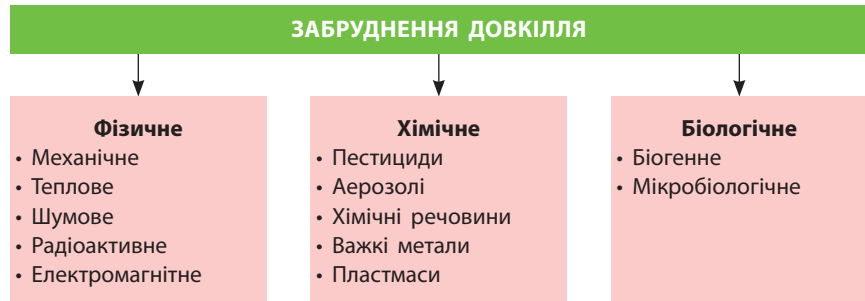 ЗАБРУДНЕННЯ ДОВКІЛЛЯ
Фізичне
• Механічне
• Теплове
• Шумове
• Радіоактивне
• Електромагнітне
Хімічне
• Пестициди
• Аерозолі
• Хімічні речовини
• Важкі метали
• Пластмаси
Біологічне
• Біогенне
• Мікробіологічне